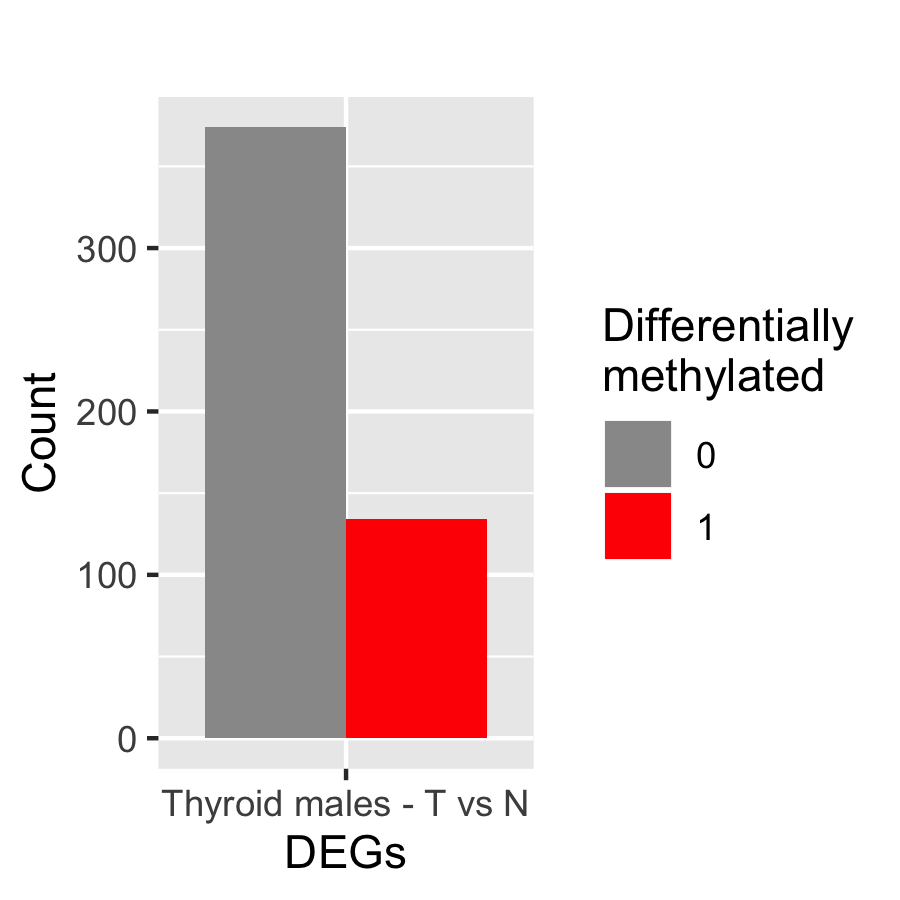 300
200
100
0
Count
Thyroid males - T vs N
DEGs
Differentially
methylated
0
1